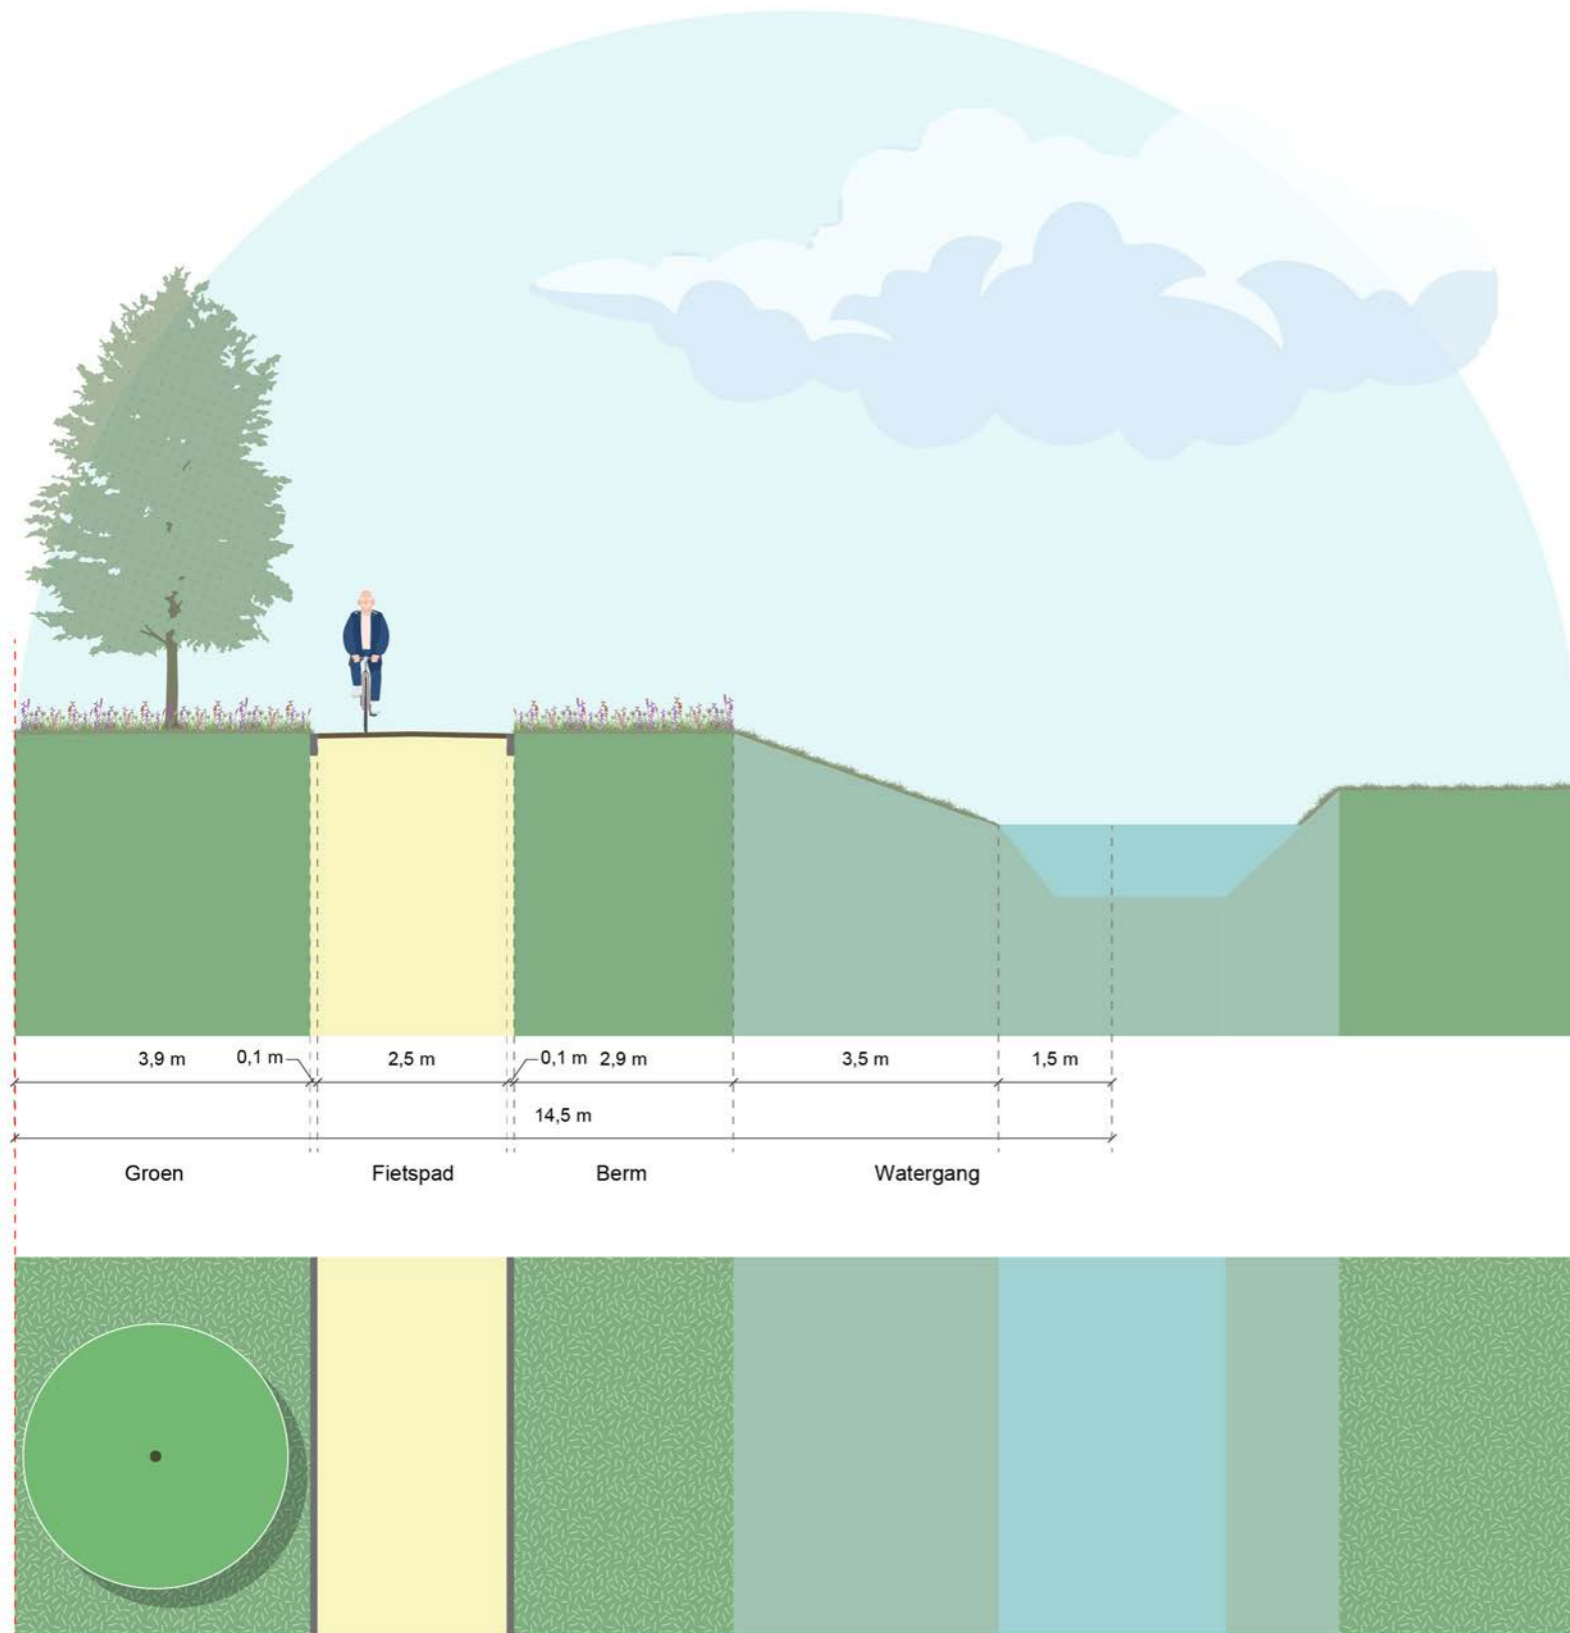 3,9 m 0,1 m 2,5 m 0,1 m 2,9 m 3,5 m 1,5 m
14,5 m
Groen Fietspad Berm Watergang